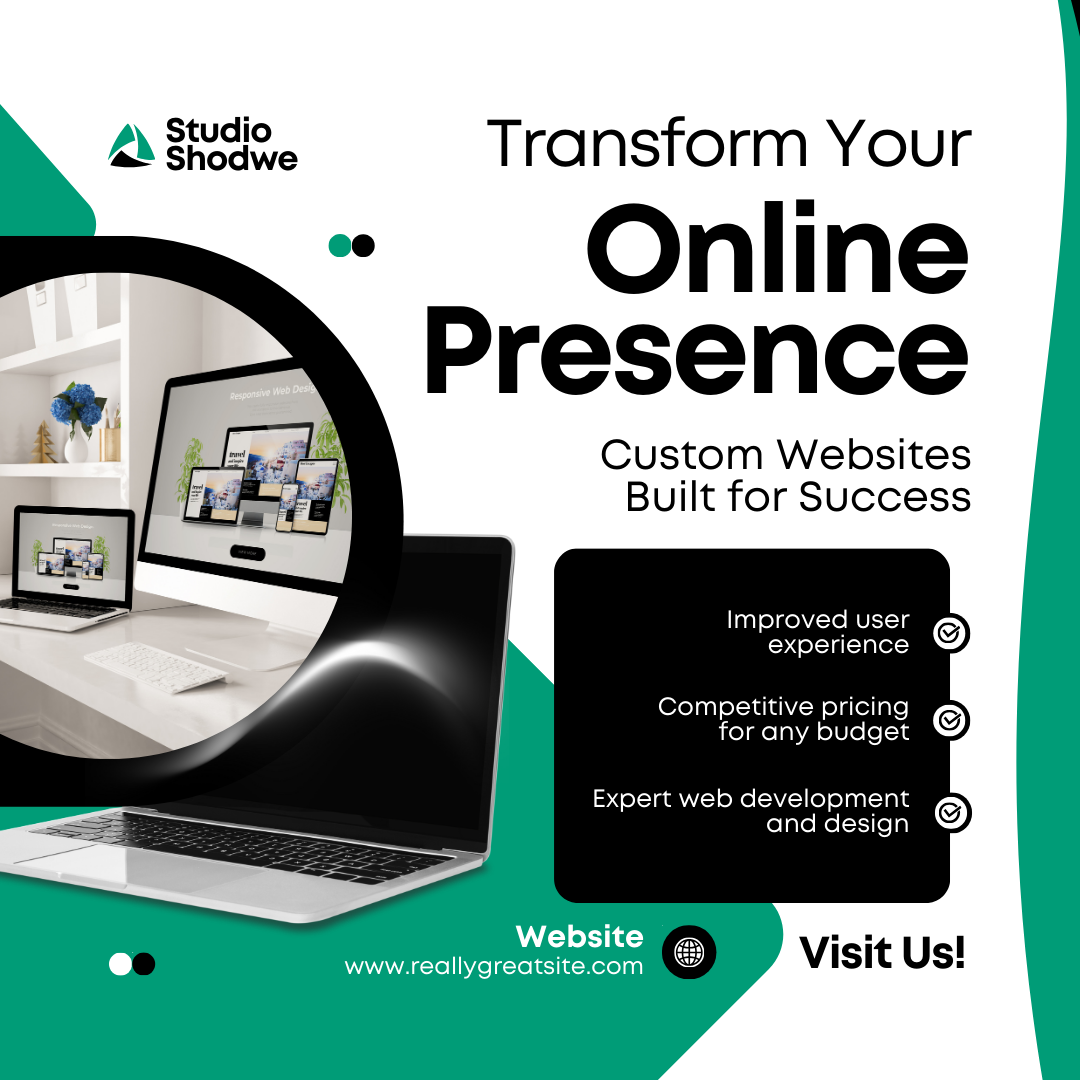 Studio
Shodwe
Transform Your
Online
Presence
Custom Websites
Built for Success
Responsive Web Design
Improved user
experience
Competitive pricing
for any budget
Expert web development
and design
Website
www.reallygreatsite.com
Visit Us!